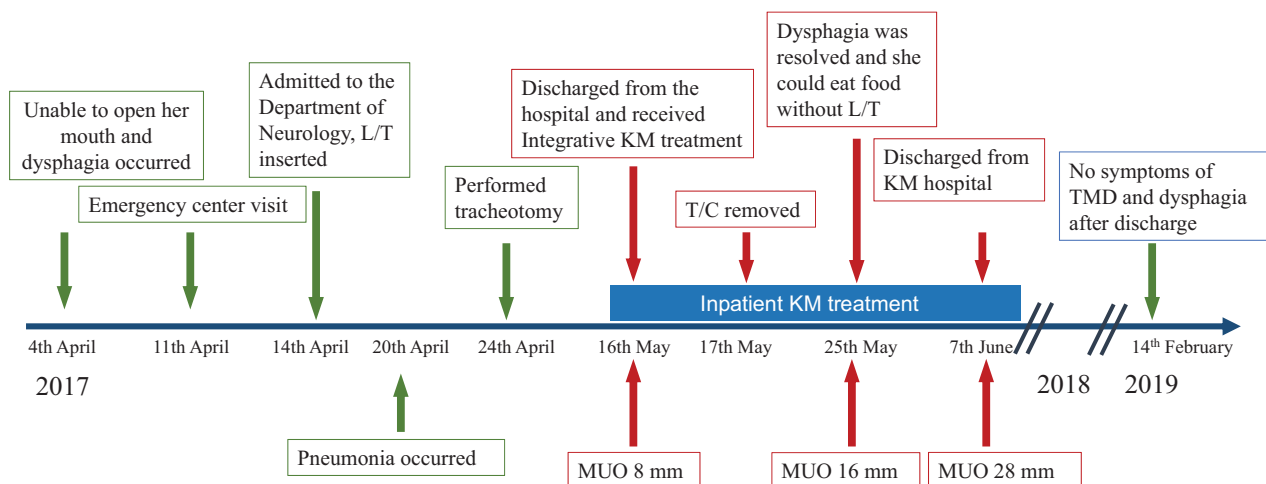 Unable to open her
mouth and
dysphagia occurred
Emergency center visit
Admitted to the
Department of
Neurology, L/T
inserted
Performed
tracheotomy
Discharged from the
hospital and received
Integrative KM treatment
T/C removed
Dysphagia was
resolved and she
could eat food
without L/T
Discharged from
KM hospital
No symptoms of
TMD and dysphagia
after discharge
Inpatient KM treatment
4th April
11th April
14th April
20th April
24th April
16th May
17th May
25th May
7th June
14th February
2017
2018
2019
Pneumonia occurred
MUO 8 mm
MUO 16 mm
MUO 28 mm